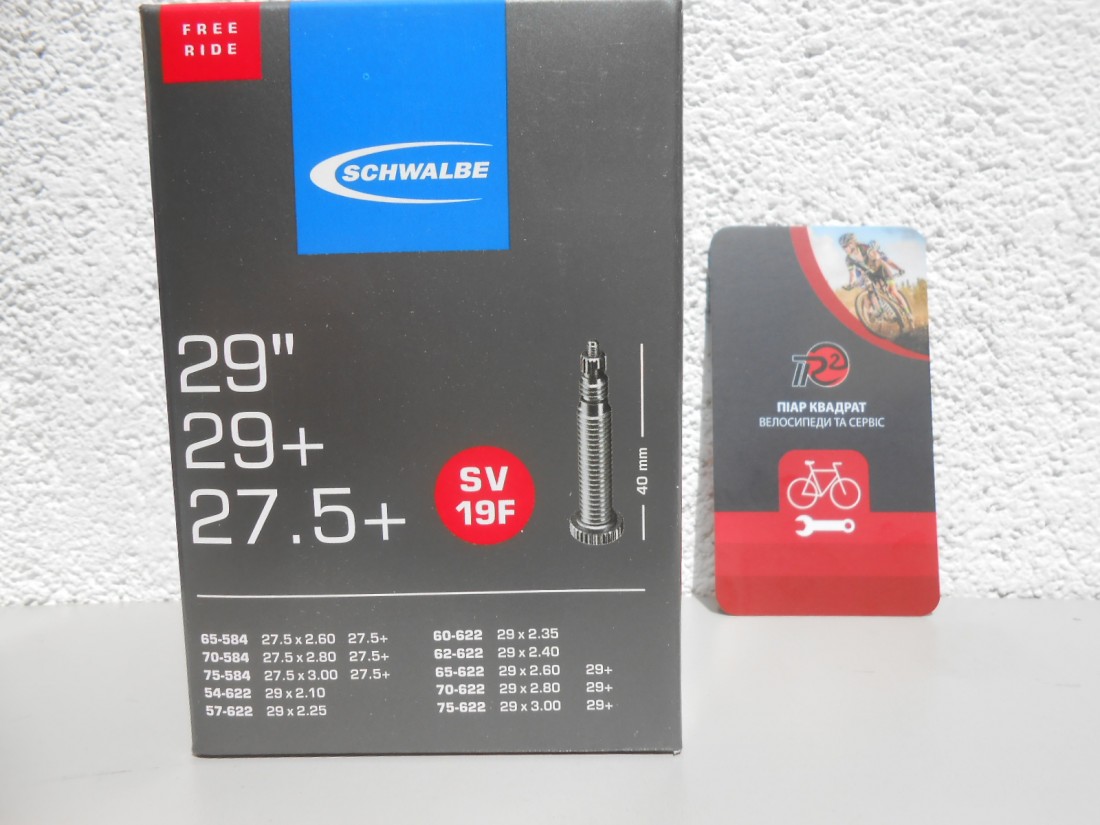 FREE
RIDE
SCHWALBE
29"
29+
27.5+
SV
19F
40 mm
65-584 27.5 x 2.60 27.5+
70-584 27.5 x 2.80 27.5+
75-584 27.5 x 3.00 27.5+
54-622 29 x 2.10
57-622 29 x 2.25
60-622 29 x 2.35
62-622 29 x 2.40
65-622 29 x 2.60 29+
70-622 29 x 2.80 29+
75-622 29 x 3.00 29+
R2
ПІАР КВАДРАТ
ВЕЛОСИПЕДИ ТА СЕРВІС